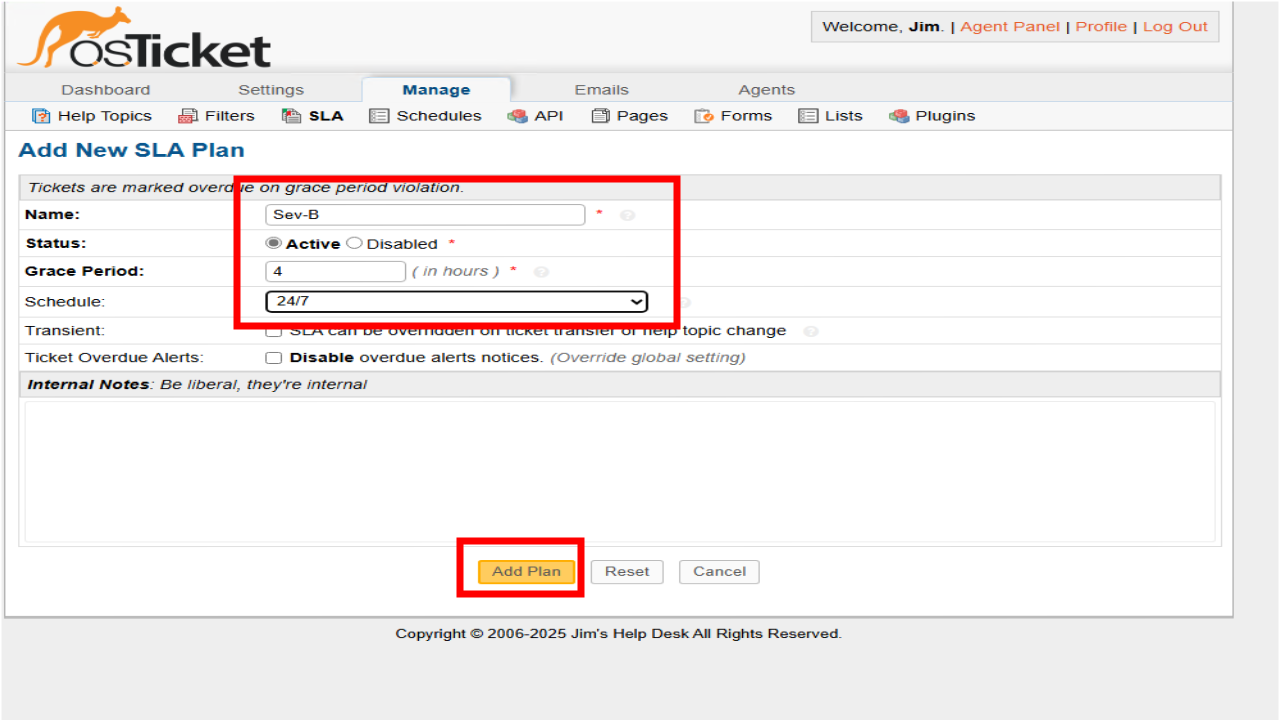 osTicket
Welcome, Jim. | Agent Panel | Profile | Log Out
Dashboard Settings Manage Emails Agents
Help Topics Filters SLA Schedules API Pages Forms Lists Plugins
Add New SLA Plan
Tickets are marked overdue on grace period violation.
Name: Sev-B * ?
Status: Active Disabled *
Grace Period: 4 ( in hours ) * ?
Schedule: 24/7 ?
Transient: SLA can be overridden on ticket transfer or help topic change ?
Ticket Overdue Alerts: Disable overdue alerts notices. (Override global setting)
Internal Notes: Be liberal, they're internal
Add Plan Reset Cancel
Copyright © 2006-2025 Jim's Help Desk All Rights Reserved.